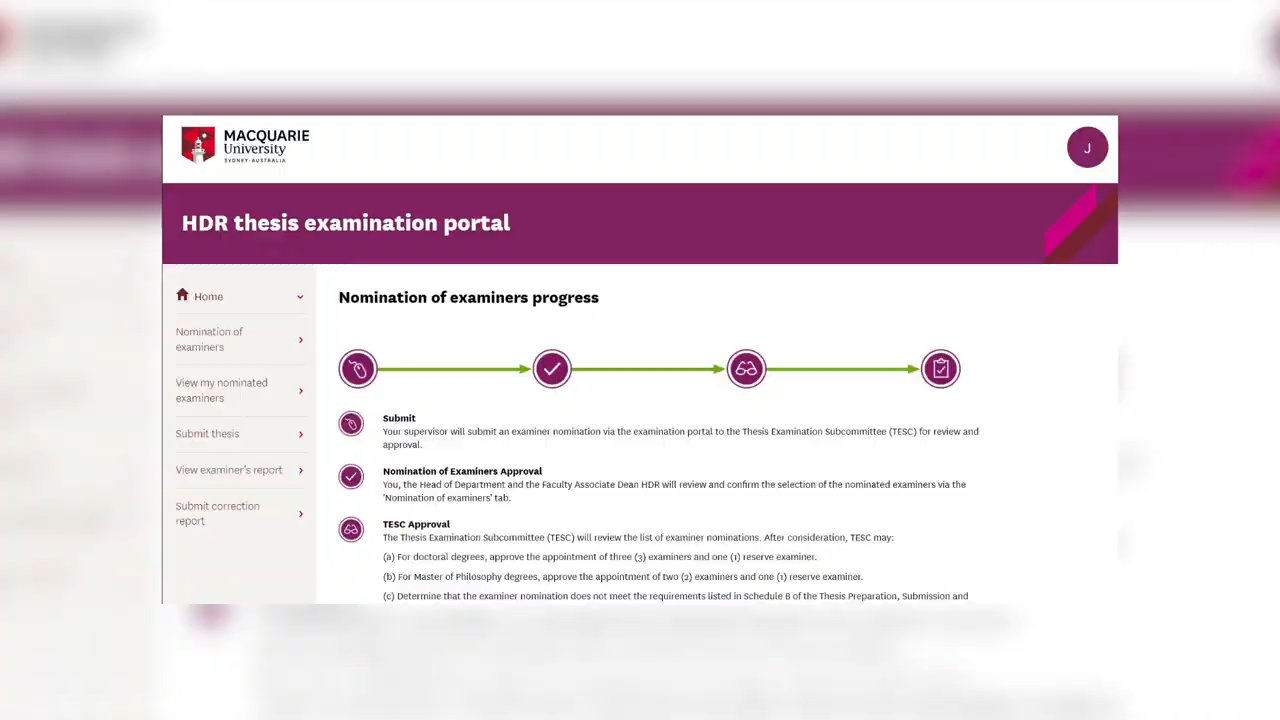 MACQUARIE
University
SYDNEY·AUSTRALIA
J
HDR thesis examination portal
Home
Nomination of
examiners
View my nominated
examiners
Submit thesis
View examiner's report
Submit correction
report
Nomination of examiners progress
Submit
Your supervisor will submit an examiner nomination via the examination portal to the Thesis Examination Subcommittee (TESC) for review and
approval.
Nomination of Examiners Approval
You, the Head of Department and the Faculty Associate Dean HDR will review and confirm the selection of the nominated examiners via the
'Nomination of examiners' tab.
TESC Approval
The Thesis Examination Subcommittee (TESC) will review the list of examiner nominations. After consideration, TESC may:
(a) For doctoral degrees, approve the appointment of three (3) examiners and one (1) reserve examiner.
(b) For Master of Philosophy degrees, approve the appointment of two (2) examiners and one (1) reserve examiner.
(c) Determine that the examiner nomination does not meet the requirements listed in Schedule B of the Thesis Preparation, Submission and